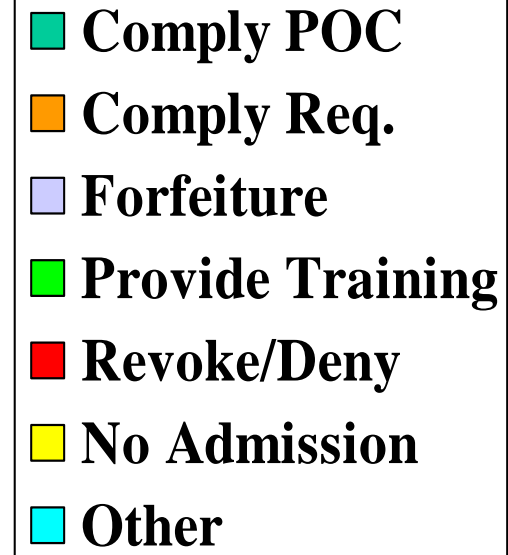 Comply POC
Comply Req.
Forfeiture
Provide Training
Revoke/Deny
No Admission
Other